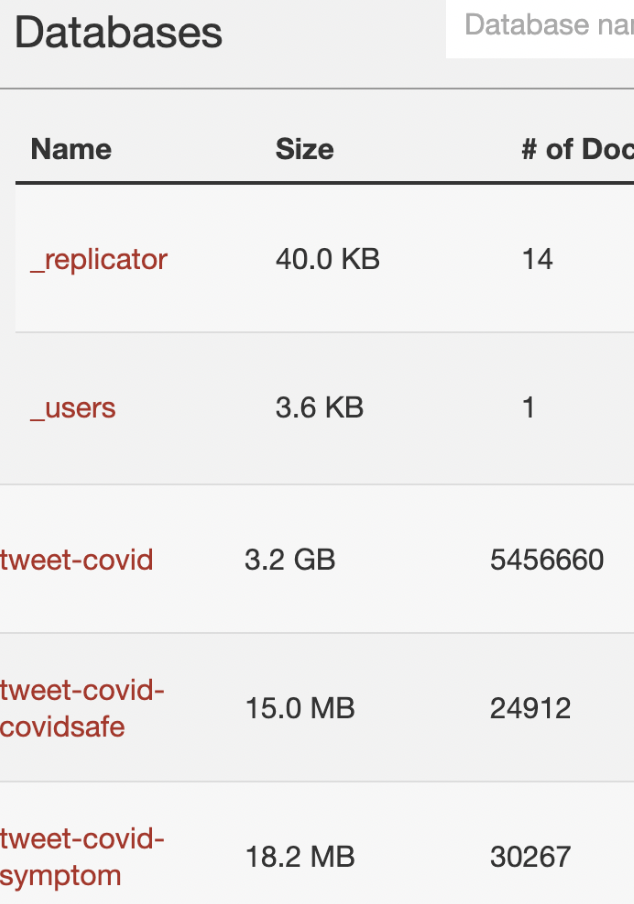 Databases
Database nar
Name Size # of Doc
_replicator 40.0 KB 14
_users 3.6 KB 1
tweet-covid 3.2 GB 5456660
tweet-covid-
covidsafe 15.0 MB 24912
tweet-covid-
symptom 18.2 MB 30267